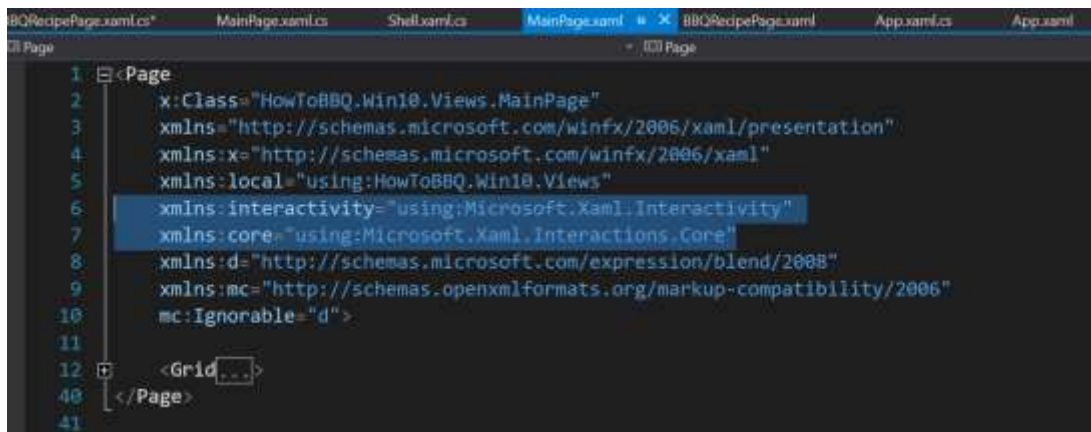 BBQRecipePage.xaml.cs* MainPage.xaml.cs Shell.xaml.cs MainPage.xaml BBQRecipePage.xaml App.xaml.cs App.xaml
Page Page
1 <Page
2 x:Class="HowToBBQ.Win10.Views.MainPage"
3 xmlns="http://schemas.microsoft.com/winfx/2006/xaml/presentation"
4 xmlns:x="http://schemas.microsoft.com/winfx/2006/xaml"
5 xmlns:local="using:HowToBBQ.Win10.Views"
6 xmlns:interactivity="using:Microsoft.Xaml.Interactivity"
7 xmlns:core="using:Microsoft.Xaml.Interactions.Core"
8 xmlns:d="http://schemas.microsoft.com/expression/blend/2008"
9 xmlns:mc="http://schemas.openxmlformats.org/markup-compatibility/2006"
10 mc:Ignorable="d">
11
12 <Grid...>
40 </Page>
41